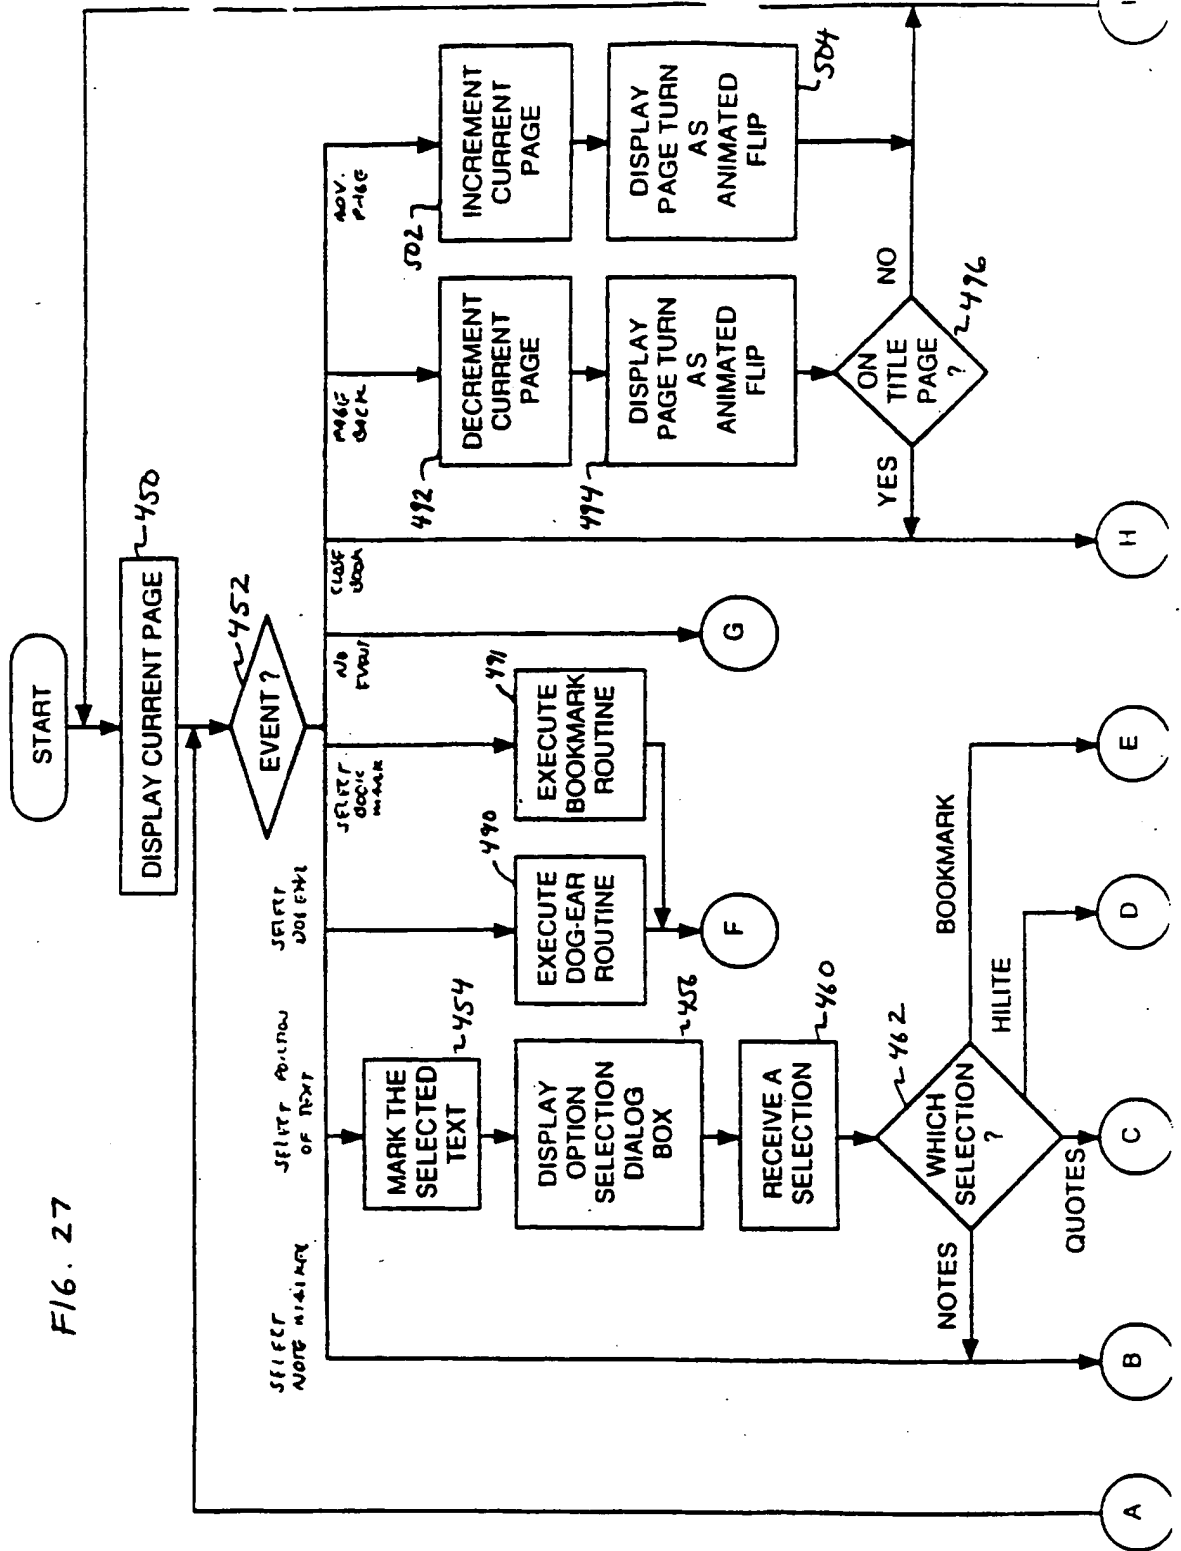 FIG. 27
START
DISPLAY CURRENT PAGE
450
EVENT ?
452
SELECT
NOTE MARKER
SELECT PORTION
OF TEXT
SELECT
DOG EAR
SELECT
BOOK
MARK
NO
EVENT
CLOSE
BOOK
PAGE
BACK
ADV.
PAGE
MARK THE
SELECTED
TEXT
454
DISPLAY
OPTION
SELECTION
DIALOG
BOX
456
RECEIVE A
SELECTION
460
WHICH
SELECTION
?
462
NOTES
QUOTES
HILITE
BOOKMARK
EXECUTE
DOG-EAR
ROUTINE
490
EXECUTE
BOOKMARK
ROUTINE
491
DECREMENT
CURRENT
PAGE
492
DISPLAY
PAGE TURN
AS
ANIMATED
FLIP
494
ON
TITLE
PAGE
?
496
YES
NO
INCREMENT
CURRENT
PAGE
502
DISPLAY
PAGE TURN
AS
ANIMATED
FLIP
504
A
B
C
D
E
F
G
H
I